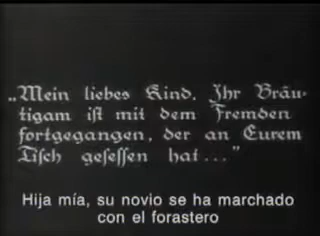 „Mein liebes Kind, Ihr Bräu-
tigam ist mit dem Fremden
fortgegangen, der an Eurem
Tisch gesessen hat..."
Hija mía, su novio se ha marchado
con el forastero